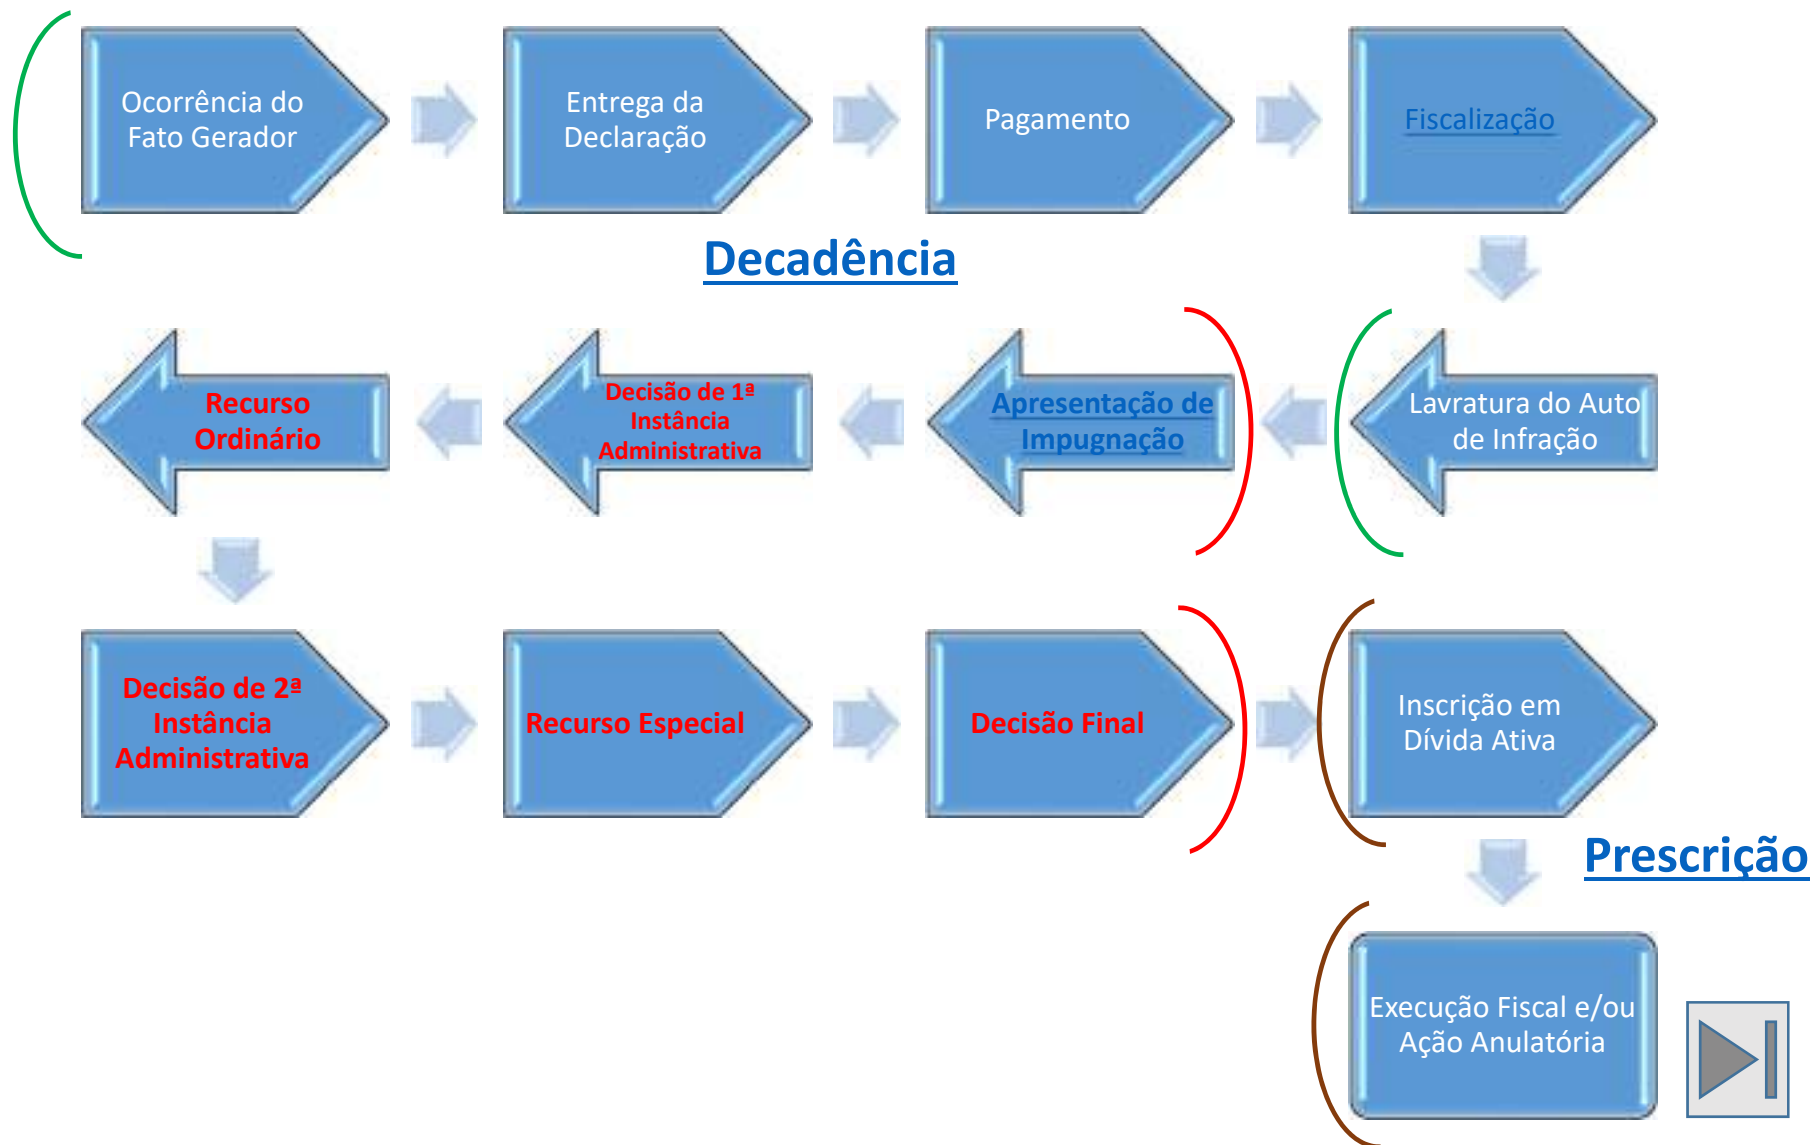 Ocorrência do
Fato Gerador
Entrega da
Declaração
Pagamento
Fiscalização
Decadência
Lavratura do Auto
de Infração
Apresentação de
Impugnação
Decisão de 1ª
Instância
Administrativa
Recurso
Ordinário
Decisão de 2ª
Instância
Administrativa
Recurso Especial
Decisão Final
Inscrição em
Dívida Ativa
Prescrição
Execução Fiscal e/ou
Ação Anulatória